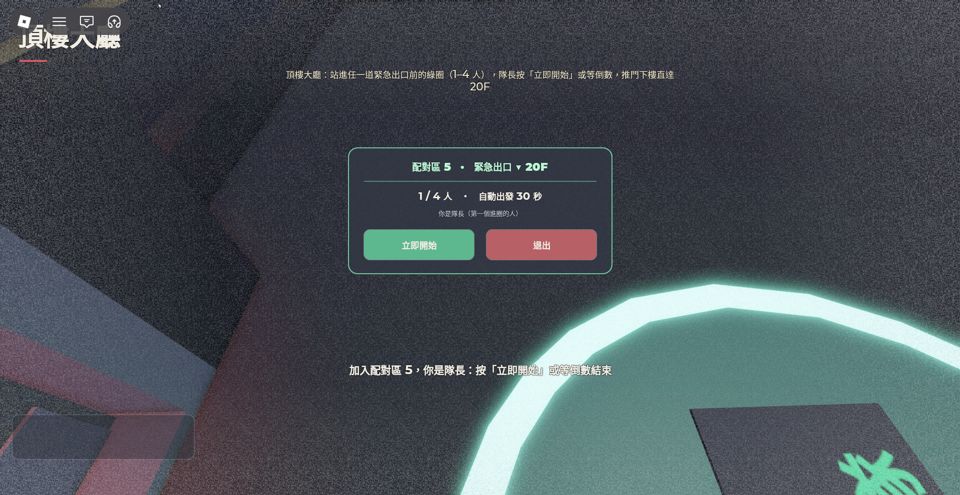 頂樓大廳
頂樓大廳：站進任一道緊急出口前的綠圈（1–4 人），隊長按「立即開始」或等倒數，推門下樓直達
20F
配對區 5 • 緊急出口 ▼ 20F
1 / 4 人 • 自動出發 30 秒
你是隊長（第一個進圈的人）
立即開始
退出
加入配對區 5，你是隊長：按「立即開始」或等倒數結束